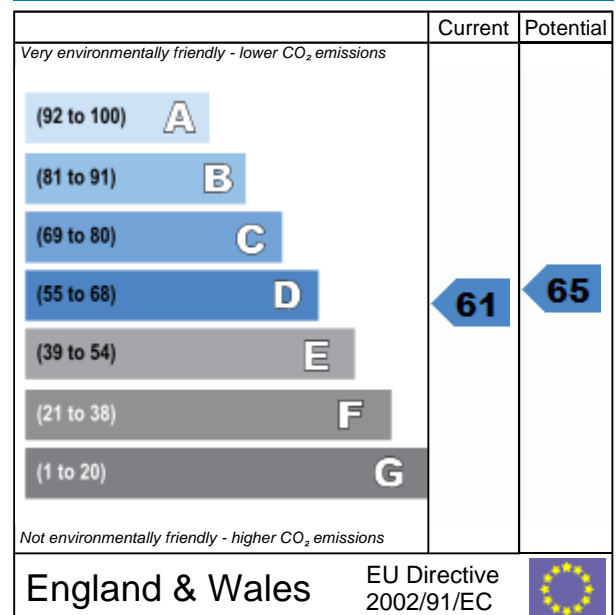 Current Potential
Very environmentally friendly - lower CO₂ emissions
(92 to 100) A
(81 to 91) B
(69 to 80) C
(55 to 68) D
61 65
(39 to 54) E
(21 to 38) F
(1 to 20) G
Not environmentally friendly - higher CO₂ emissions
England & Wales
EU Directive
2002/91/EC